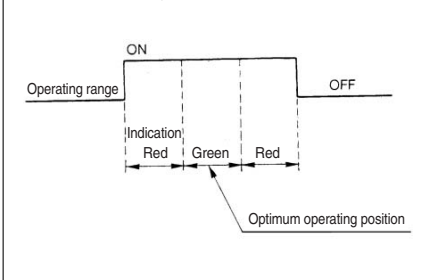 ON
Operating range
OFF
Indication
Red Green Red
Optimum operating position